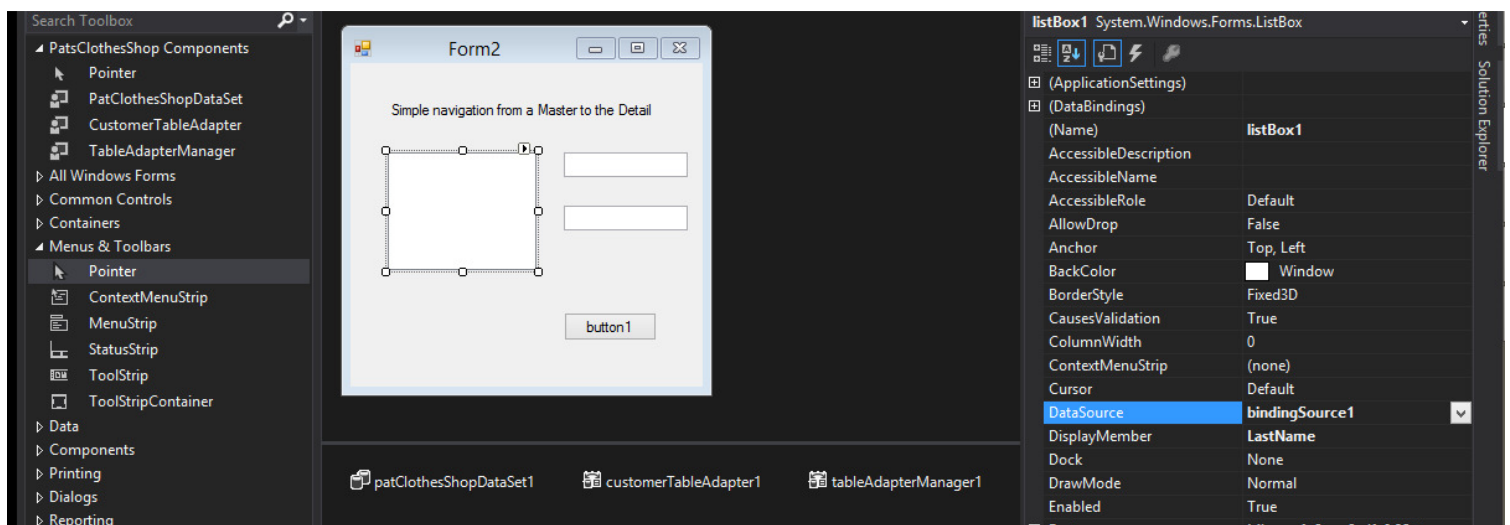 Search Toolbox
PatsClothesShop Components
Pointer
PatClothesShopDataSet
CustomerTableAdapter
TableAdapterManager
All Windows Forms
Common Controls
Containers
Menus & Toolbars
Pointer
ContextMenuStrip
MenuStrip
StatusStrip
ToolStrip
ToolStripContainer
Data
Components
Printing
Dialogs
Reporting
Form2
Simple navigation from a Master to the Detail
button1
patClothesShopDataSet1
customerTableAdapter1
tableAdapterManager1
listBox1 System.Windows.Forms.ListBox
(ApplicationSettings)
(DataBindings)
(Name) listBox1
AccessibleDescription
AccessibleName
AccessibleRole Default
AllowDrop False
Anchor Top, Left
BackColor Window
BorderStyle Fixed3D
CausesValidation True
ColumnWidth 0
ContextMenuStrip (none)
Cursor Default
DataSource bindingSource1
DisplayMember LastName
Dock None
DrawMode Normal
Enabled True
erties
Solution Explorer